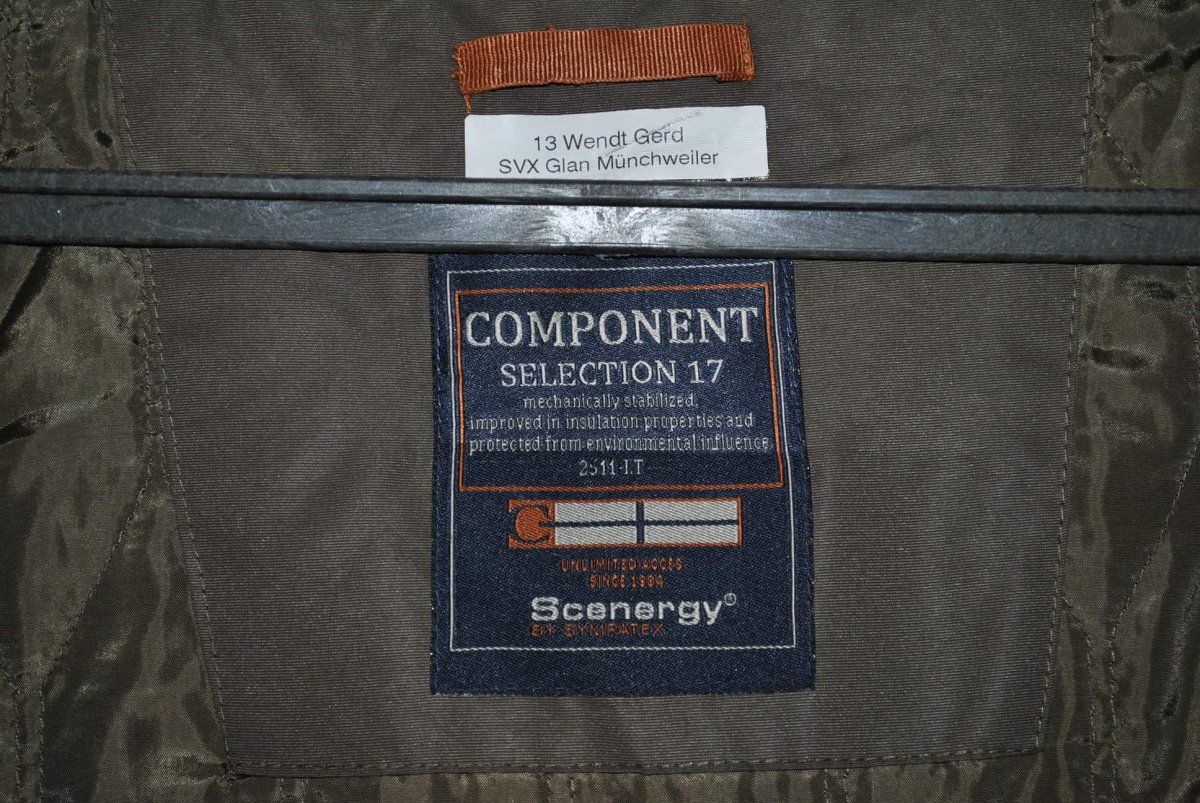 13 Wendt Gerd
SVX Glan Münchweiler
COMPONENT
SELECTION 17
mechanically stabilized,
improved in insulation properties and
protected from environmental influence
2511-I.T
C
UNLIMITED ACCES
SINCE 1984
Scenergy®
BY SYMPATEX